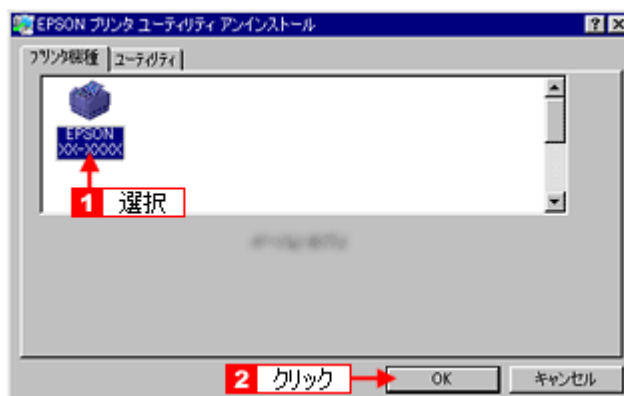 EPSON プリンタ ユーティリティ アンインストール
プリンタ機種
ユーティリティ
EPSON
XX-XXXX
1 選択
2 クリック
OK
キャンセル